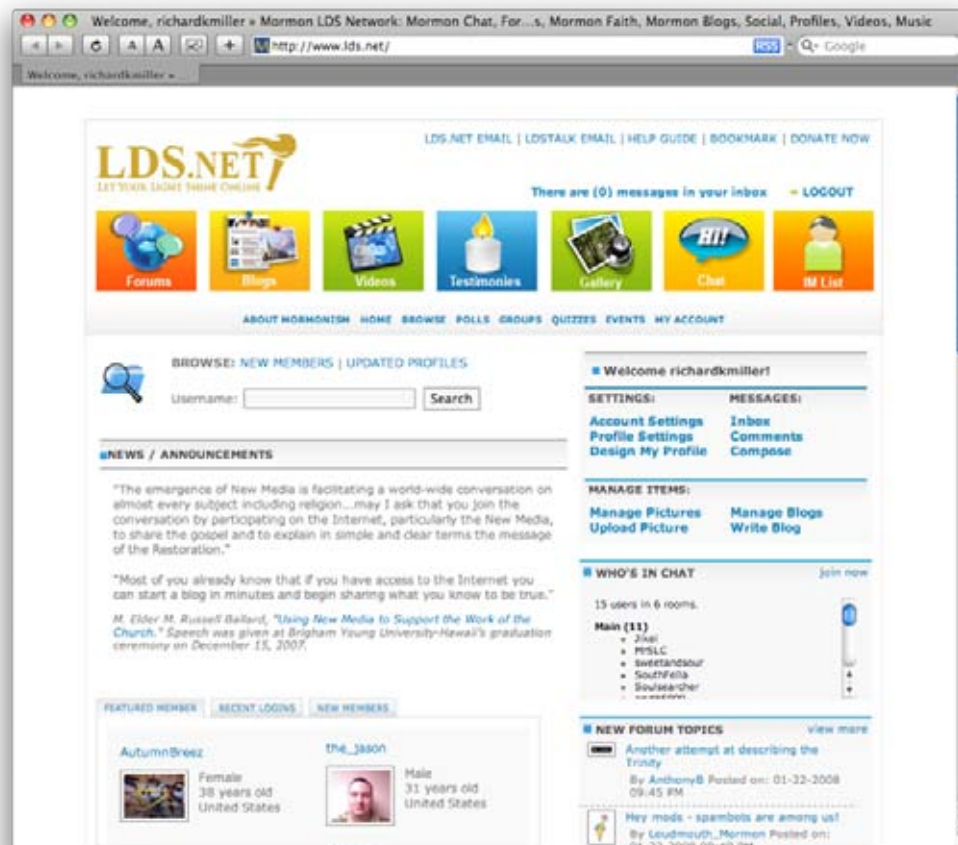 Welcome, richardkmiller » Mormon LDS Network: Mormon Chat, For...s, Mormon Faith, Mormon Blogs, Social, Profiles, Videos, Music
A A + http://www.lds.net/ RSS Google
Welcome, richardkmiller » ...
LDS.NET EMAIL | LDSTALK EMAIL | HELP GUIDE | BOOKMARK | DONATE NOW
LDS.NET
LET YOUR LIGHT SHINE ONLINE
There are (0) messages in your inbox LOGOUT
Hi!
Forums Blogs Videos Testimonies Gallery Chat IM List
ABOUT MORMONISM HOME BROWSE POLLS GROUPS QUIZZES EVENTS MY ACCOUNT
BROWSE: NEW MEMBERS | UPDATED PROFILES
Username: Search
NEWS / ANNOUNCEMENTS
"The emergence of New Media is facilitating a world-wide conversation on
almost every subject including religion...may I ask that you join the
conversation by participating on the Internet, particularly the New Media,
to share the gospel and to explain in simple and clear terms the message
of the Restoration."
"Most of you already know that if you have access to the Internet you
can start a blog in minutes and begin sharing what you know to be true."
M. Elder M. Russell Ballard, "Using New Media to Support the Work of the
Church." Speech was given at Brigham Young University-Hawaii's graduation
ceremony on December 15, 2007.
FEATURED MEMBER RECENT LOGINS NEW MEMBERS
AutumnBreez
Female
38 years old
United States
the_jason
Male
31 years old
United States
Welcome richardkmiller!
SETTINGS: MESSAGES:
Account Settings Inbox
Profile Settings Comments
Design My Profile Compose
MANAGE ITEMS:
Manage Pictures Manage Blogs
Upload Picture Write Blog
WHO'S IN CHAT join now
15 users in 6 rooms.
Main (11)
Jikei
MrSLC
sweetandsour
SouthFella
Soulsearcher
NEW FORUM TOPICS view more
Another attempt at describing the
Trinity
By AnthonyB Posted on: 01-22-2008
09:45 PM
Hey mods - spambots are among us!
By Loudmouth_Mormon Posted on: